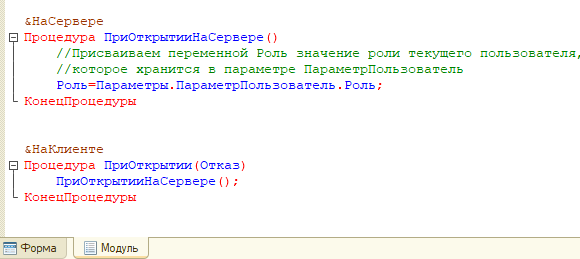 &НаСервере
Процедура ПриОткрытииНаСервере()
//Присваиваем переменной Роль значение роли текущего пользователя,
//которое хранится в параметре ПараметрПользователь
Роль=Параметры.ПараметрПользователь.Роль;
КонецПроцедуры
&НаКлиенте
Процедура ПриОткрытии(Отказ)
ПриОткрытииНаСервере();
КонецПроцедуры
Форма Модуль